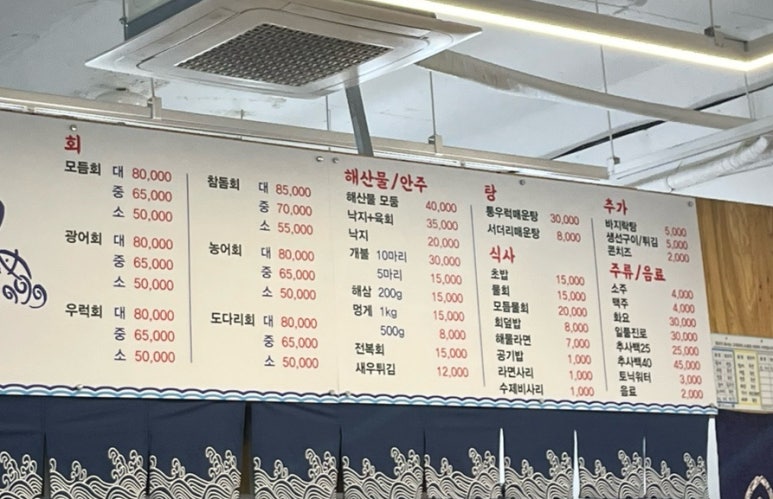 회
모듬회 대 80,000
중 65,000
소 50,000
광어회 대 80,000
중 65,000
소 50,000
우럭회 대 80,000
중 65,000
소 50,000
참돔회 대 85,000
중 70,000
소 55,000
농어회 대 80,000
중 65,000
소 50,000
도다리회 대 80,000
중 65,000
소 50,000
해산물/안주
해산물 모둠 40,000
낙지+육회 35,000
낙지 20,000
개불 10마리 30,000
5마리 15,000
해삼 200g 15,000
멍게 1kg 15,000
500g 8,000
전복회 15,000
새우튀김 12,000
탕
통우럭매운탕 30,000
서더리매운탕 8,000
식사
초밥 15,000
물회 15,000
모듬물회 20,000
회덮밥 8,000
해물라면 7,000
공기밥 1,000
라면사리 1,000
수제비사리 1,000
추가
바지락탕 5,000
생선구이/튀김 5,000
콘치즈 2,000
주류/음료
소주 4,000
맥주 4,000
화요 30,000
일품진로 30,000
추사백25 25,000
추사백40 45,000
토닉워터 3,000
음료 2,000